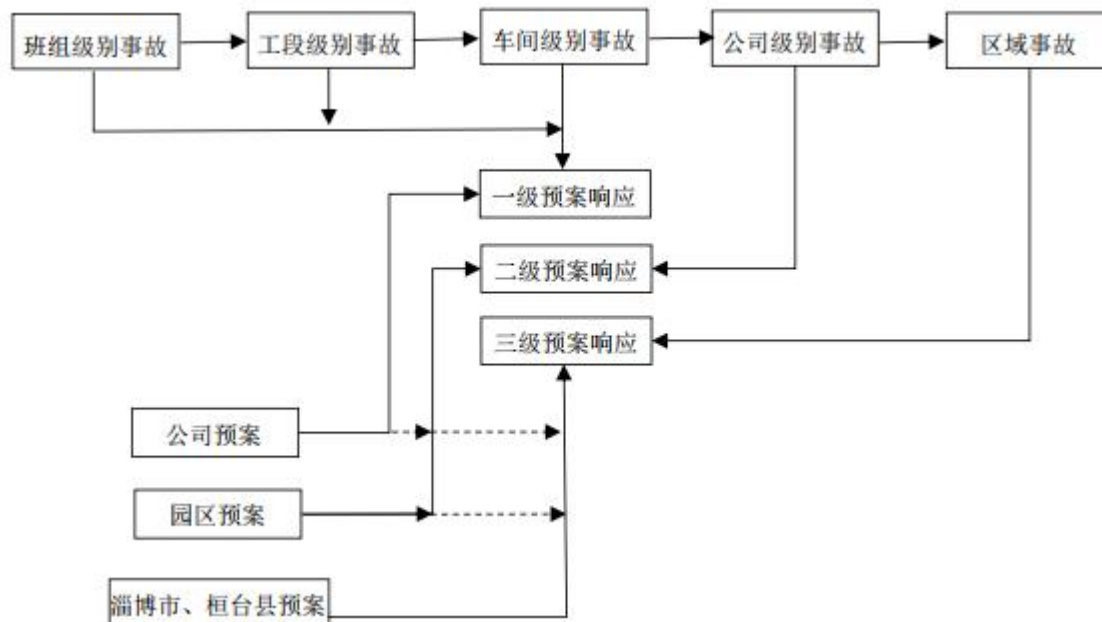 班组级别事故
工段级别事故
车间级别事故
公司级别事故
区域事故
一级预案响应
二级预案响应
三级预案响应
公司预案
园区预案
淄博市、桓台县预案